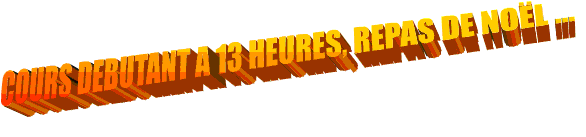 COURS DEBUTANT A 13 HEURES, REPAS DE NOËL ...